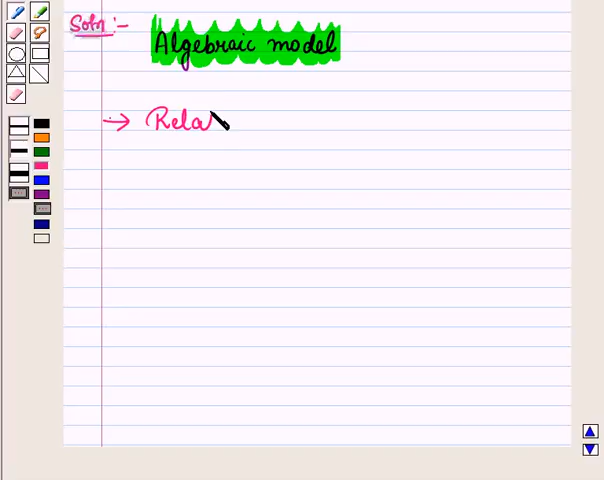 Soln :-
Algebraic model
→ Rela